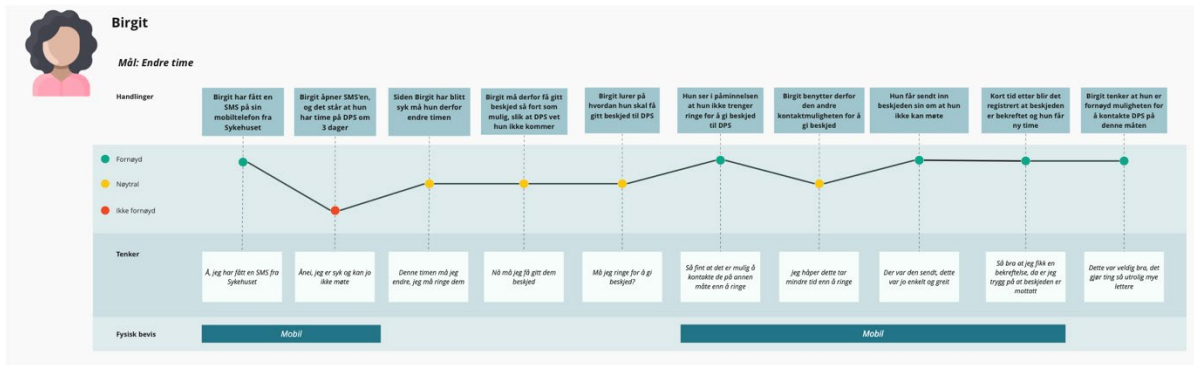 Birgit
Mål: Endre time
Handlinger
Birgit har fått en
SMS på sin
mobiltelefon fra
Sykehuset
Birgit åpner SMS'en,
og det står at hun
har time på DPS om
3 dager
Siden Birgit har blitt
syk må hun derfor
endre timen
Birgit må derfor få gitt
beskjed så fort som
mulig, slik at DPS vet
hun ikke kommer
Birgit lurer på
hvordan hun skal få
gitt beskjed til DPS
Hun ser i påminnelsen
at hun ikke trenger
ringe for å gi beskjed
til DPS
Birgit benytter derfor
den andre
kontaktmuligheten for å
gi beskjed
Hun får sendt inn
beskjeden sin om at hun
ikke kan møte
Kort tid etter blir det
registrert at beskjeden
er bekreftet og hun får
ny time
Birgit tenker at hun er
fornøyd muligheten for
å kontakte DPS på
denne måten
Fornøyd
Nøytral
Ikke fornøyd
Tenker
Å, jeg har fått en SMS fra
Sykehuset
Ånei, jeg er syk og kan jo
ikke møte
Denne timen må jeg
endre, jeg må ringe dem
Nå må jeg få gitt dem
beskjed
Må jeg ringe for å gi
beskjed?
Så fint at det er mulig å
kontakte de på annen
måte enn å ringe
jeg håper dette tar
mindre tid enn å ringe
Der var den sendt, dette
var jo enkelt og greit
Så bra at jeg fikk en
bekreftelse, da er jeg
trygg på at beskjeden er
mottatt
Dette var veldig bra, det
gjør ting så utrolig mye
lettere
Fysisk bevis
Mobil
Mobil